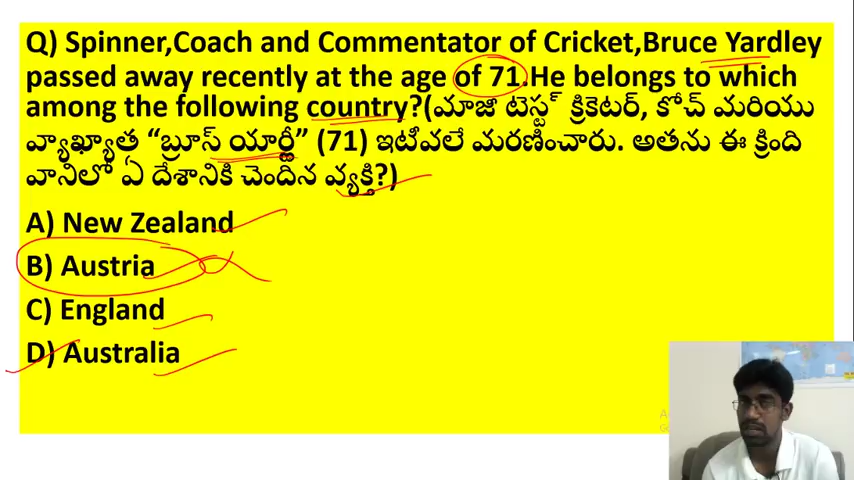 Q) Spinner,Coach and Commentator of Cricket,Bruce Yardley
passed away recently at the age of 71.He belongs to which
among the following country?(మాజీ టెస్ట్ క్రికెటర్, కోచ్ మరియు
వ్యాఖ్యాత “బ్రూస్ యార్లీ” (71) ఇటీవలే మరణించారు. అతను ఈ క్రింది
వానిలో ఏ దేశానికి చెందిన వ్యక్తి?)
A) New Zealand
B) Austria
C) England
D) Australia